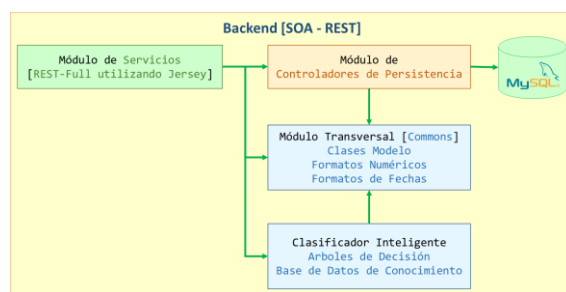 Backend [SOA - REST]
Módulo de Servicios
[REST-Full utilizando Jersey]
Módulo de
Controladores de Persistencia
MySQL
Módulo Transversal [Commons]
Clases Modelo
Formatos Numéricos
Formatos de Fechas
Clasificador Inteligente
Arboles de Decisión
Base de Datos de Conocimiento